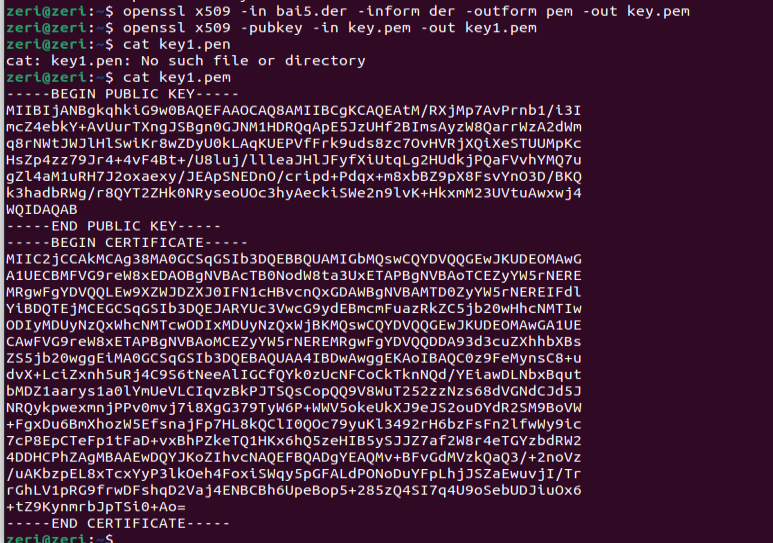 zeri@zeri:~$ openssl x509 -in bai5.der -inform der -outform pem -out key.pem
zeri@zeri:~$ openssl x509 -pubkey -in key.pem -out key1.pem
zeri@zeri:~$ cat key1.pen
cat: key1.pen: No such file or directory
zeri@zeri:~$ cat key1.pem
-----BEGIN PUBLIC KEY-----
MIIBIjANBgkqhkiG9w0BAQEFAAOCAQ8AMIIBCgKCAQEAtM/RXjMp7AvPrnb1/i3I
mcZ4ebkY+AvUurTXngJSBgn0GJNM1HDRQqApE5JzUHf2BImsAyzW8QarrWzA2dWm
q8rNWtJWJlHlSwiKr8wZDyU0kLAqKUEPVfFrk9uds8zc7OvHVRjXQiXeSTUUMpKc
HsZp4zz79Jr4+4vF4Bt+/U8luj/llleaJHlJFyfXiUtqLg2HUdkjPQaFVvhYMQ7u
gZl4aM1uRH7J2oxaexy/JEApSNEDnO/cripd+Pdqx+m8xbBZ9pX8FsvYnO3D/BKQ
k3hadbRWg/r8QYT2ZHk0NRyseoUOc3hyAeckiSWe2n9lvK+HkxmM23UVtuAwxwj4
WQIDAQAB
-----END PUBLIC KEY-----
-----BEGIN CERTIFICATE-----
MIIC2jCCAkMCAg38MA0GCSqGSIb3DQEBBQUAMIGbMQswCQYDVQQGEwJKUDEOMAwG
A1UECBMFVG9reW8xEDAOBgNVBAcTB0NodW8ta3UxETAPBgNVBAoTCEZyYW5rNERE
MRgwFgYDVQQLEw9XZWJDZXJ0IFN1cHBvcnQxGDAWBgNVBAMTD0ZyYW5rNEREIFdl
YiBDQTEjMCEGCSqGSIb3DQEJARYUc3VwcG9ydEBmcmFuazRkZC5jb20wHhcNMTIw
ODIyMDUyNzQxWhcNMTcwODIxMDUyNzQxWjBKMQswCQYDVQQGEwJKUDEOMAwGA1UE
CAwFVG9reW8xETAPBgNVBAoMCEZyYW5rNEREMRgwFgYDVQQDDA93d3cuZXhhbXBs
ZS5jb20wggEiMA0GCSqGSIb3DQEBAQUAA4IBDwAwggEKAoIBAQC0z9FeMynsC8+u
dvX+LciZxnh5uRj4C9S6tNeeAlIGCfQYk0zUcNFCoCkTknNQd/YEiawDLNbxBqut
bMDZ1aarys1a0lYmUeVLCIqvzBkPJTSQsCopQQ9V8WuT252zzNzs68dVGNdCJd5J
NRQykpwexmnjPPv0mvj7i8XgG379TyW6P+WWV5okeUkXJ9eJS2ouDYdR2SM9BoVW
+FgxDu6BmXhozW5EfsnajFp7HL8kQClI0QOc79yuKl3492rH6bzFsFn2lfwWy9ic
7cP8EpCTeFp1tFaD+vxBhPZkeTQ1HKx6hQ5zeHIB5ySJJZ7af2W8r4eTGYzbdRW2
4DDHCPhZAgMBAAEwDQYJKoZIhvcNAQEFBQADgYEAQMv+BFvGdMVzkQaQ3/+2noVz
/uAKbzpEL8xTcxYyP3lkOeh4FoxiSWqy5pGFALdPONoDuYFpLhjJSZaEwuvjI/Tr
rGhLV1pRG9frwDFshqD2Vaj4ENBCBh6UpeBop5+285zQ4SI7q4U9oSebUDJiuOx6
+tZ9KynmrbJpTSi0+Ao=
-----END CERTIFICATE-----
zeri@zeri:~$